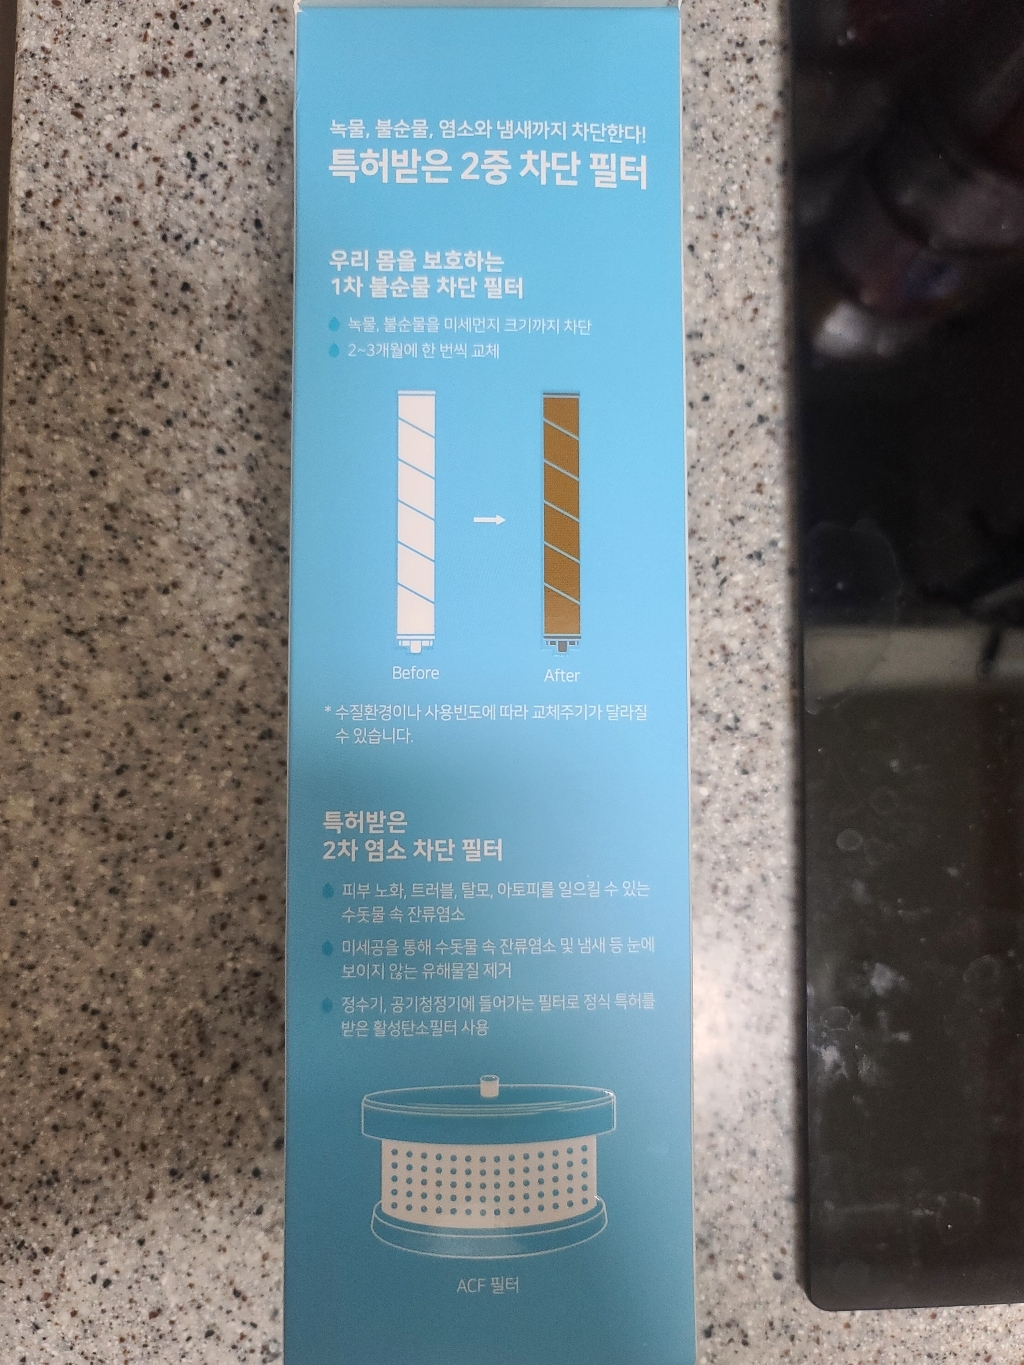 녹물, 불순물, 염소와 냄새까지 차단한다!
특허받은 2중 차단 필터
우리 몸을 보호하는
1차 불순물 차단 필터
녹물, 불순물을 미세먼지 크기까지 차단
2~3개월에 한 번씩 교체
Before
After
* 수질환경이나 사용빈도에 따라 교체주기가 달라질
수 있습니다.
특허받은
2차 염소 차단 필터
피부 노화, 트러블, 탈모, 아토피를 일으킬 수 있는
수돗물 속 잔류염소
미세공을 통해 수돗물 속 잔류염소 및 냄새 등 눈에
보이지 않는 유해물질 제거
정수기, 공기청정기에 들어가는 필터로 정식 특허를
받은 활성탄소필터 사용
ACF 필터